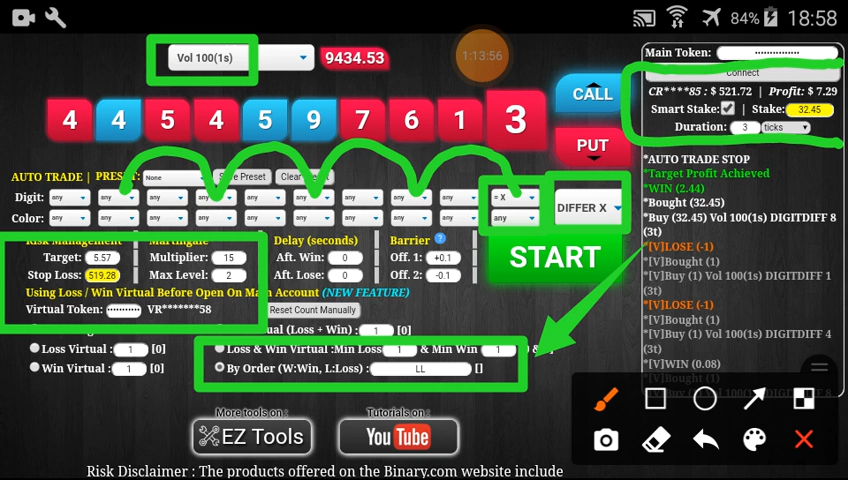 84% 18:58
Vol 100(1s) 9434.53 1:13:56
4 4 5 4 5 9 7 6 1 3
CALL
PUT
Main Token:
Connect
CR****85 : $ 521.72 | Profit: $ 7.29
Smart Stake: | Stake: 32.45
Duration: 3 ticks
AUTO TRADE | PRESET: None Save Preset Clear
Digit: any any any any any any any any any = X
Color: any any any any any any any any any any
DIFFER X
START
Risk Management Martingale Delay (seconds) Barrier ?
Target: 5.57 Multiplier: 15 Aft. Win: 0 Off. 1: +0.1
Stop Loss: 519.28 Max Level: 2 Aft. Lose: 0 Off. 2: -0.1
Using Loss / Win Virtual Before Open On Main Account (NEW FEATURE)
Virtual Token: VR*******58 Reset Count Manually
(Loss + Win) : 1 [0]
Loss Virtual : 1 [0] Loss & Win Virtual :Min Loss 1 & Min Win 1
Win Virtual : 1 [0] By Order (W:Win, L:Loss) : LL []
*AUTO TRADE STOP
*Target Profit Achieved
*WIN (2.44)
*Bought (32.45)
*Buy (32.45) Vol 100(1s) DIGITDIFF 8
(3t)
*[V]LOSE (-1)
*[V]Bought (1)
*[V]Buy (1) Vol 100(1s) DIGITDIFF 1
(3t)
*[V]LOSE (-1)
*[V]Bought (1)
*[V]Buy (1) Vol 100(1s) DIGITDIFF 4
(3t)
*[V]WIN (0.08)
*[V]Bought (1)
More tools on :
EZ Tools
Tutorials on :
YouTube
Risk Disclaimer : The products offered on the Binary.com website include